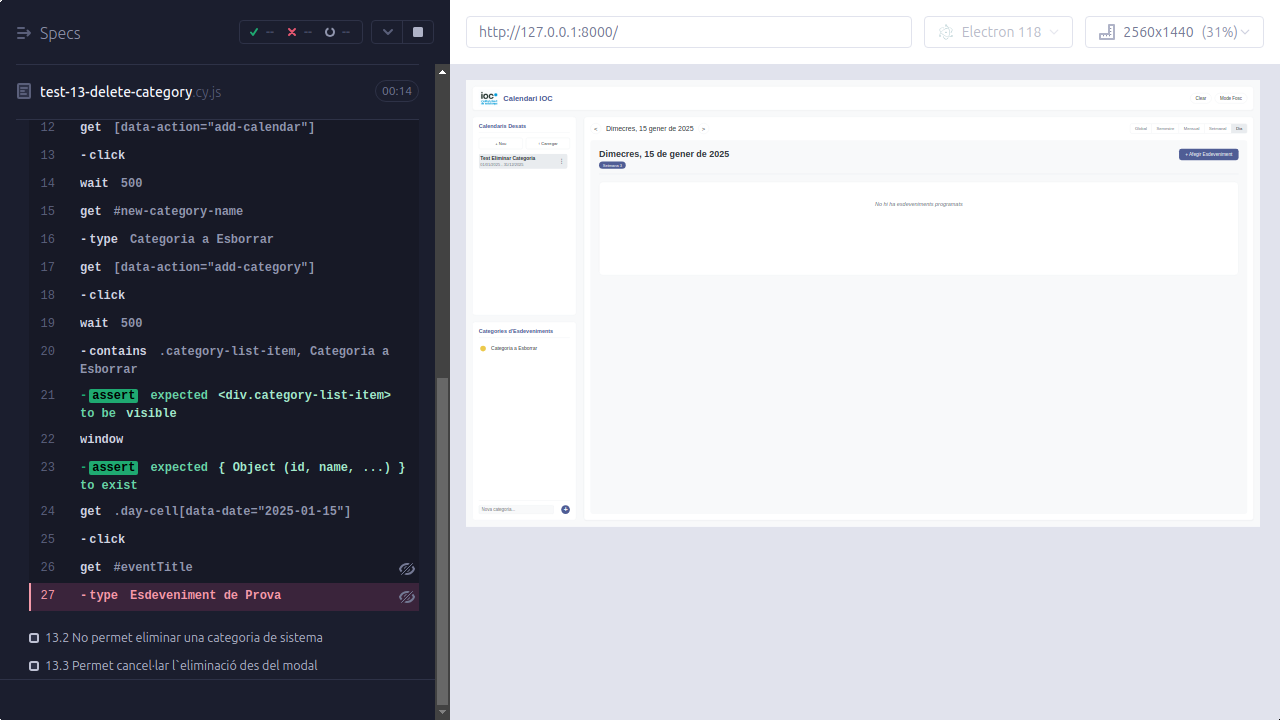 Specs
-- -- --
test-13-delete-category.cy.js
00:14
12 get [data-action="add-calendar"]
13 -click
14 wait 500
15 get #new-category-name
16 -type Categoria a Esborrar
17 get [data-action="add-category"]
18 -click
19 wait 500
20 -contains .category-list-item, Categoria a
Esborrar
21 -assert expected <div.category-list-item>
to be visible
22 window
23 -assert expected { Object (id, name, ...) }
to exist
24 get .day-cell[data-date="2025-01-15"]
25 -click
26 get #eventTitle
27 -type Esdeveniment de Prova
13.2 No permet eliminar una categoria de sistema
13.3 Permet cancel·lar l`eliminació des del modal
http://127.0.0.1:8000/
Electron 118
2560x1440 (31%)
ioc
Calendari IOC
Clear
Mode Fosc
Calendaris Desats
+ Nou
Carregar
Test Eliminar Categoria
Categories d'Esdeveniments
Categoria a Esborrar
Nova categoria...
+
< Dimecres, 15 gener de 2025 >
Global
Semestral
Mensual
Setmanal
Dia
Dimecres, 15 de gener de 2025
Setmana 3
+ Afegir Esdeveniment
No hi ha esdeveniments programats